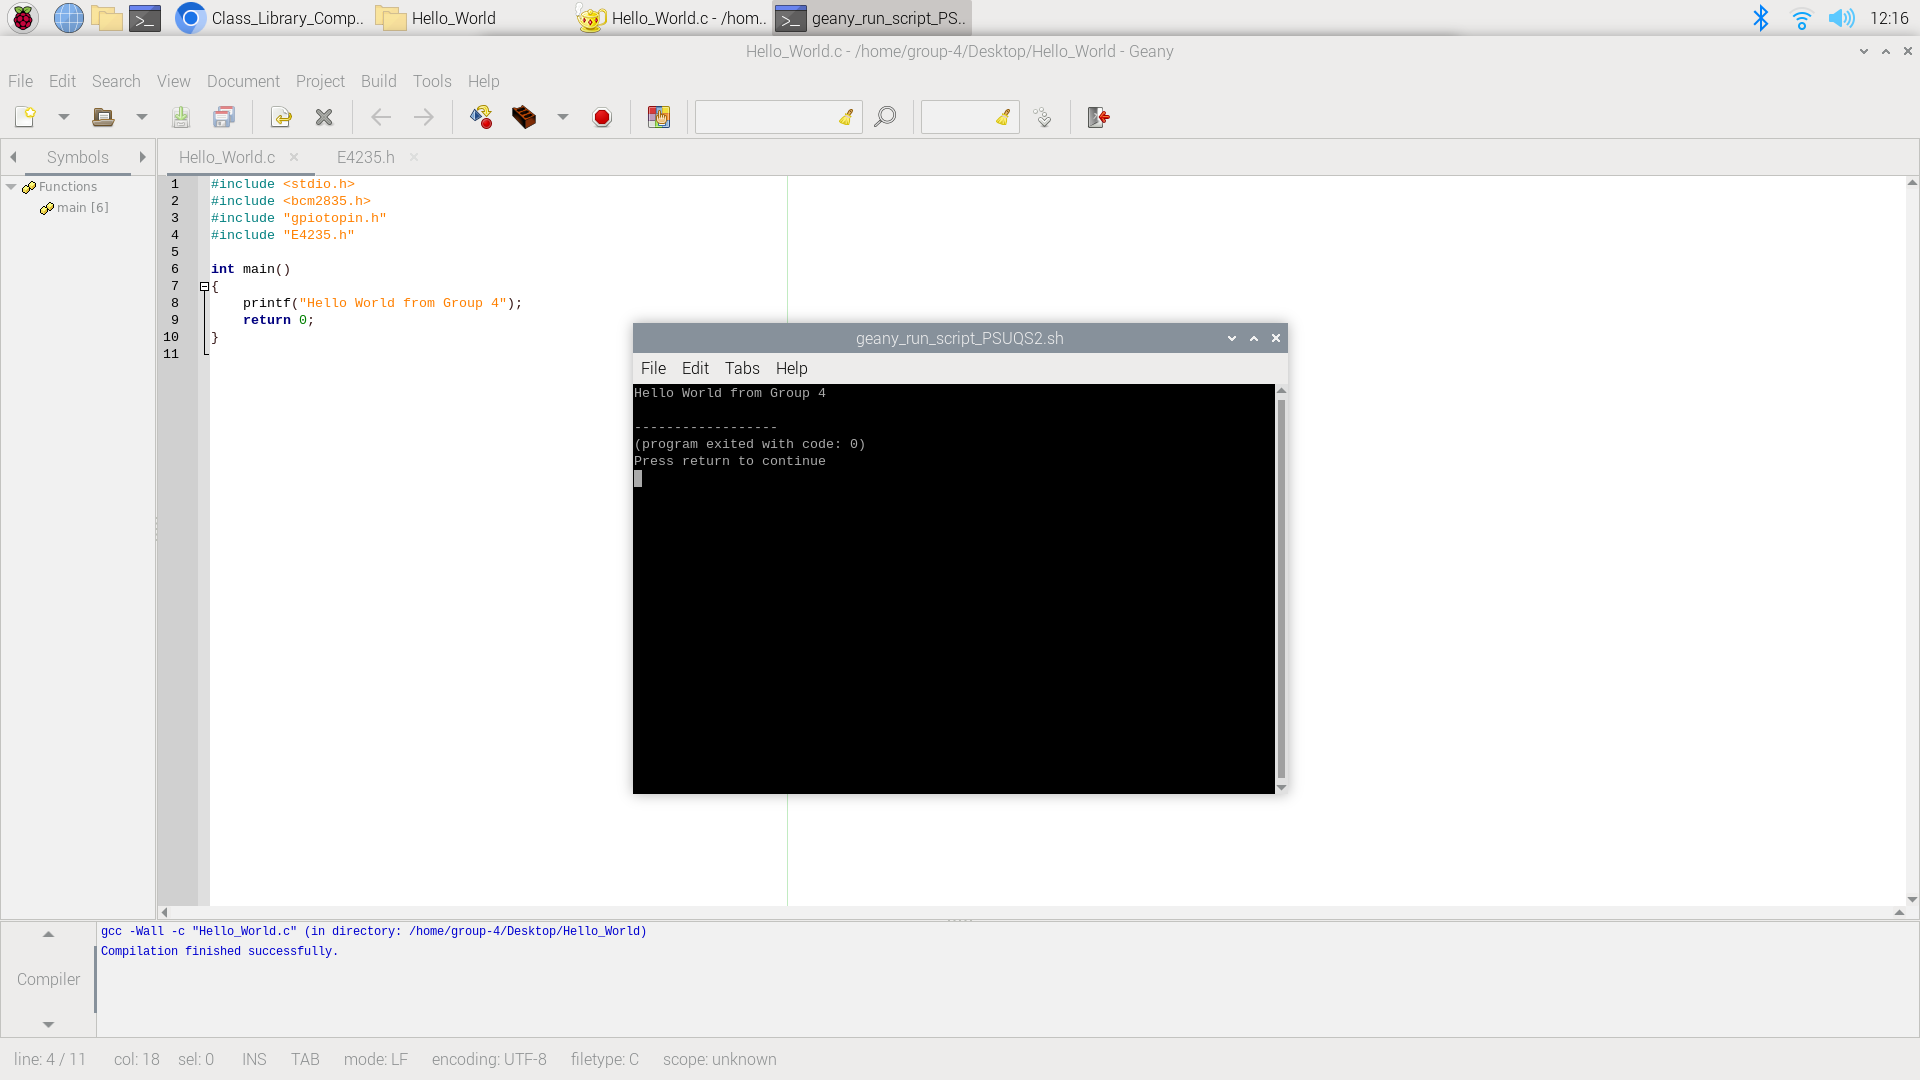 Class_Library_Comp..
Hello_World
Hello_World.c - /hom..
geany_run_script_PS..
12:16
Hello_World.c - /home/group-4/Desktop/Hello_World - Geany
File Edit Search View Document Project Build Tools Help
Symbols
Hello_World.c
E4235.h
Functions
main [6]
1 #include <stdio.h>
2 #include <bcm2835.h>
3 #include "gpiotopin.h"
4 #include "E4235.h"
5
6 int main()
7 {
8 printf("Hello World from Group 4");
9 return 0;
10 }
11
geany_run_script_PSUQS2.sh
File Edit Tabs Help
Hello World from Group 4
------------------
(program exited with code: 0)
Press return to continue
Compiler
gcc -Wall -c "Hello_World.c" (in directory: /home/group-4/Desktop/Hello_World)
Compilation finished successfully.
line: 4 / 11 col: 18 sel: 0 INS TAB mode: LF encoding: UTF-8 filetype: C scope: unknown